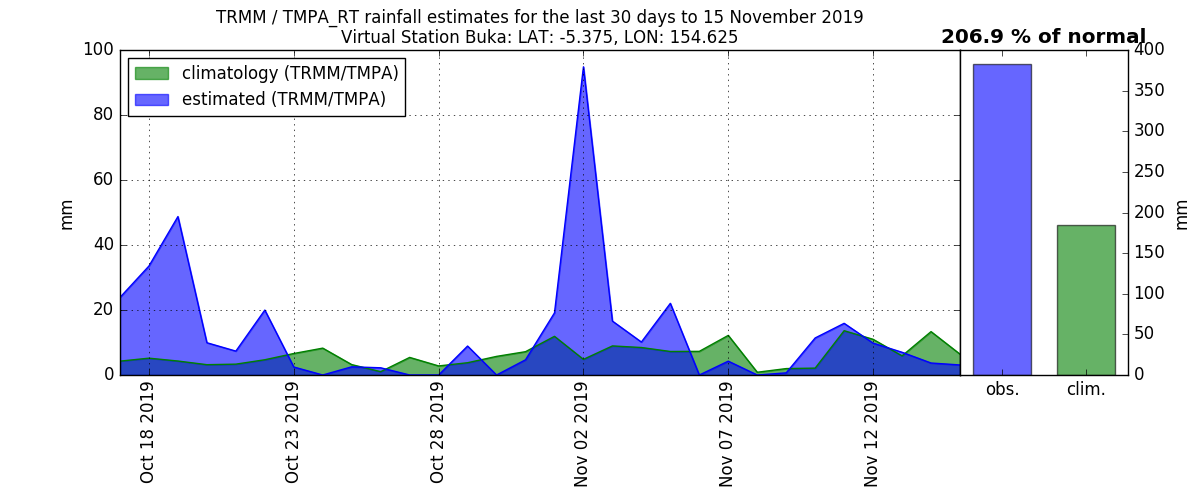 TRMM / TMPA_RT rainfall estimates for the last 30 days to 15 November 2019
Virtual Station Buka: LAT: -5.375, LON: 154.625
206.9 % of normal
climatology (TRMM/TMPA)
estimated (TRMM/TMPA)
mm
100
80
60
40
20
0
Oct 18 2019
Oct 23 2019
Oct 28 2019
Nov 02 2019
Nov 07 2019
Nov 12 2019
400
350
300
250
200
150
100
50
0
mm
obs.
clim.